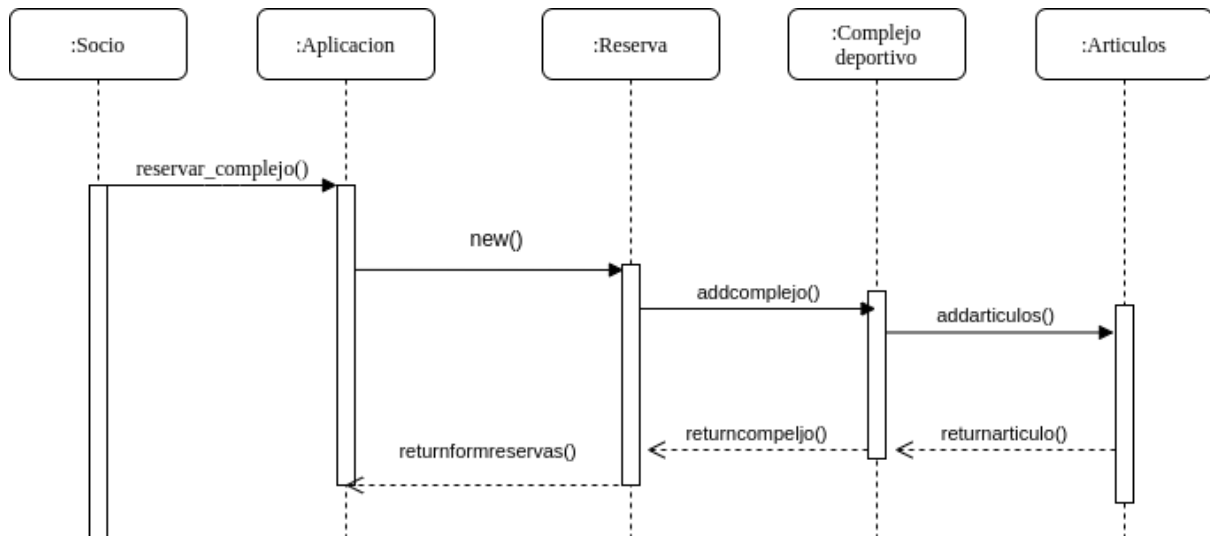 :Socio
:Aplicacion
:Reserva
:Complejo
deportivo
:Articulos
reservar_complejo()
new()
addcomplejo()
addarticulos()
returncompeljo()
returnarticulo()
returnformreservas()